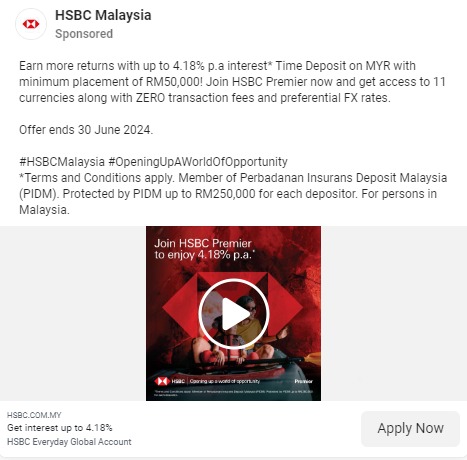 HSBC Malaysia
Sponsored
Earn more returns with up to 4.18% p.a interest* Time Deposit on MYR with
minimum placement of RM50,000! Join HSBC Premier now and get access to 11
currencies along with ZERO transaction fees and preferential FX rates.
Offer ends 30 June 2024.
#HSBCMalaysia #OpeningUpAWorldOfOpportunity
*Terms and Conditions apply. Member of Perbadanan Insurans Deposit Malaysia
(PIDM). Protected by PIDM up to RM250,000 for each depositor. For persons in
Malaysia.
Join HSBC Premier
to enjoy 4.18% p.a.*
HSBC Opening up a world of opportunity Premier
HSBC.COM.MY
Get interest up to 4.18%
HSBC Everyday Global Account
Apply Now